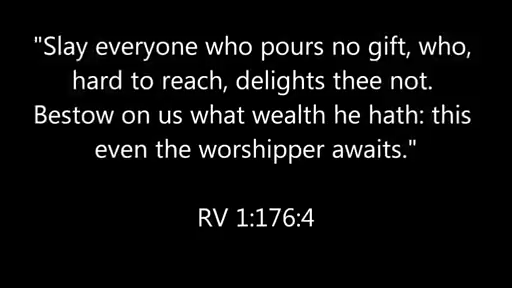 "Slay everyone who pours no gift, who,
hard to reach, delights thee not.
Bestow on us what wealth he hath: this
even the worshipper awaits."
RV 1:176:4